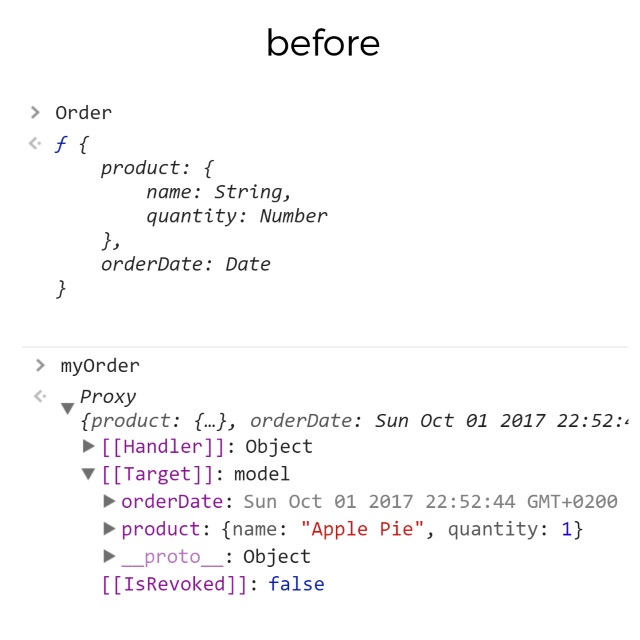 before
> Order
<· ƒ {
product: {
name: String,
quantity: Number
},
orderDate: Date
}
> myOrder
<· ▼ Proxy
{product: {…}, orderDate: Sun Oct 01 2017 22:52:4
▶ [[Handler]]: Object
▼ [[Target]]: model
▶ orderDate: Sun Oct 01 2017 22:52:44 GMT+0200
▶ product: {name: "Apple Pie", quantity: 1}
▶ __proto__: Object
[[IsRevoked]]: false